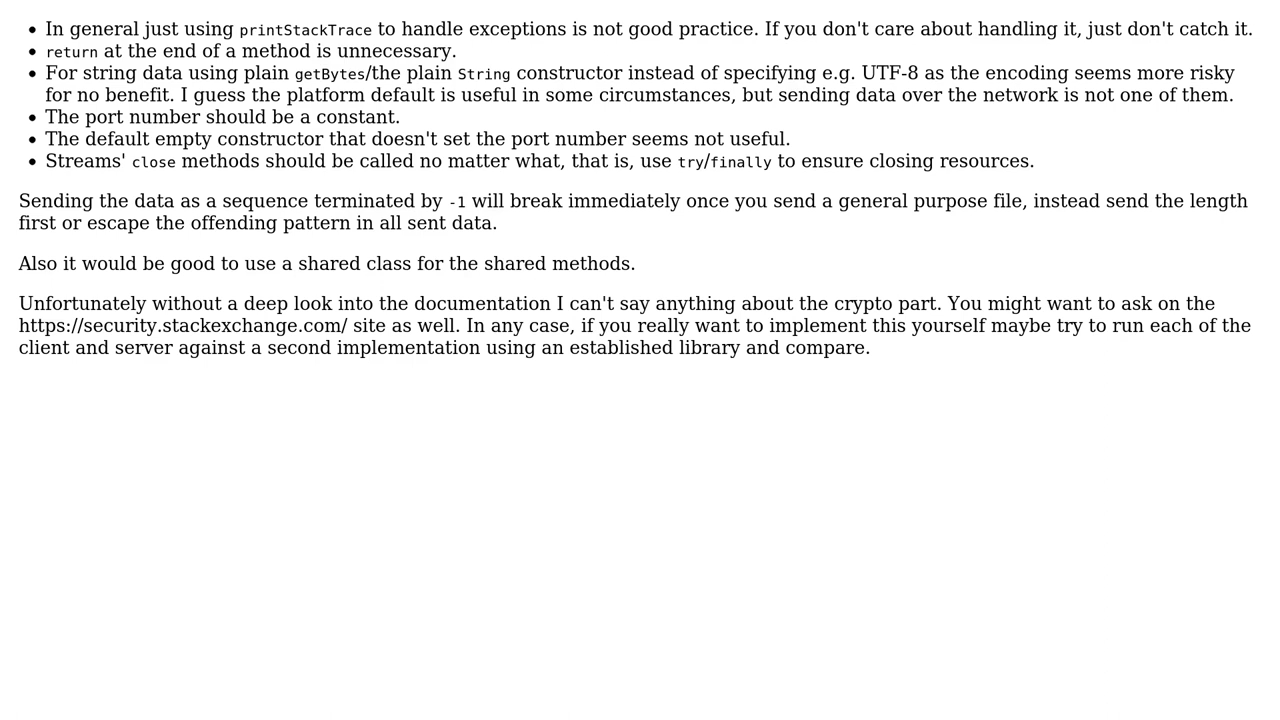 In general just using printStackTrace to handle exceptions is not good practice. If you don't care about handling it, just don't catch it.
return at the end of a method is unnecessary.
For string data using plain getBytes/the plain String constructor instead of specifying e.g. UTF-8 as the encoding seems more risky
for no benefit. I guess the platform default is useful in some circumstances, but sending data over the network is not one of them.
The port number should be a constant.
The default empty constructor that doesn't set the port number seems not useful.
Streams' close methods should be called no matter what, that is, use try/finally to ensure closing resources.
Sending the data as a sequence terminated by -1 will break immediately once you send a general purpose file, instead send the length
first or escape the offending pattern in all sent data.
Also it would be good to use a shared class for the shared methods.
Unfortunately without a deep look into the documentation I can't say anything about the crypto part. You might want to ask on the
https://security.stackexchange.com/ site as well. In any case, if you really want to implement this yourself maybe try to run each of the
client and server against a second implementation using an established library and compare.